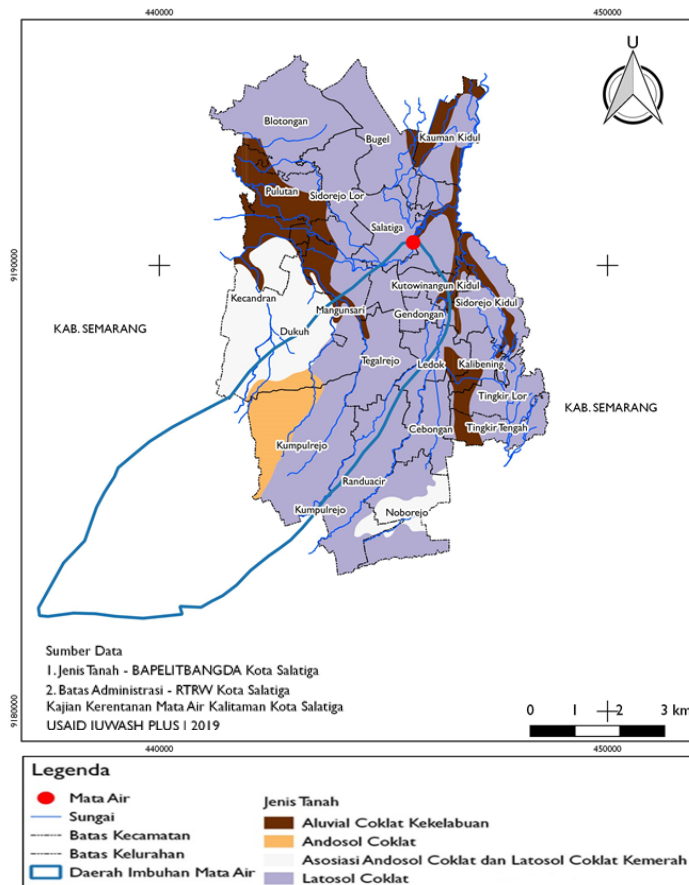 440000
450000
U
Blotongan
Bugel
Kauman Kidul
Pulutan
Sidorejo Lor
Salatiga
9190000
Kecandran
Kutowinangun Kidul
Mangunsari
Gendongan
Sidorejo Kidul
KAB. SEMARANG
Dukuh
Tegalrejo
Ledok
Kalibening
Tingkir Lor
KAB. SEMARANG
Cebongan
Tingkir Tengah
Kumpulrejo
Randuacir
Kumpulrejo
Noborejo
Sumber Data
1. Jenis Tanah - BAPELITBANGDA Kota Salatiga
2. Batas Administrasi - RTRW Kota Salatiga
Kajian Kerentanan Mata Air Kalitaman Kota Salatiga
USAID IUWASH PLUS I 2019
9180000
0 1 2 3 km
440000
450000
Legenda
Mata Air
Sungai
Batas Kecamatan
Batas Kelurahan
Daerah Imbuhan Mata Air
Jenis Tanah
Aluvial Coklat Kekelabuan
Andosol Coklat
Asosiasi Andosol Coklat dan Latosol Coklat Kemerah
Latosol Coklat